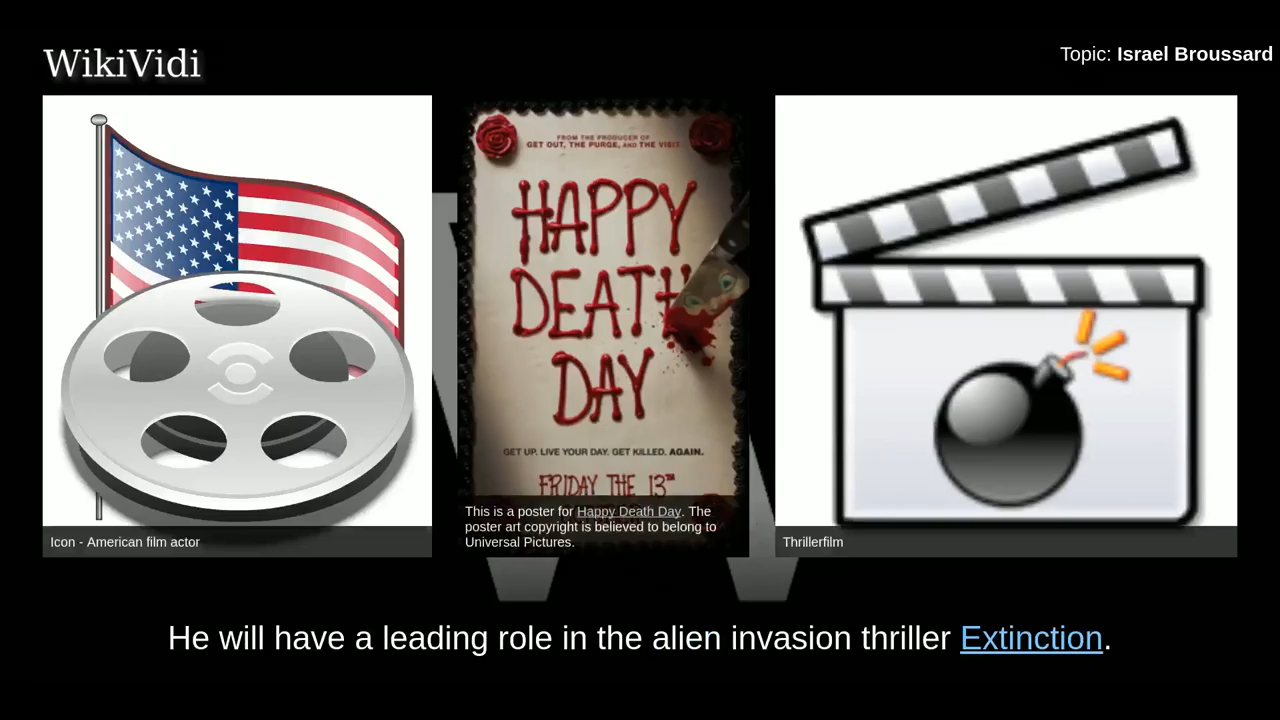 WikiVidi
Topic: Israel Broussard
FROM THE PRODUCER OF
GET OUT, THE PURGE, AND THE VISIT
HAPPY
DEATH
DAY
GET UP. LIVE YOUR DAY. GET KILLED. AGAIN.
FRIDAY THE 13TH
This is a poster for Happy Death Day. The
poster art copyright is believed to belong to
Universal Pictures.
Icon - American film actor
Thrillerfilm
He will have a leading role in the alien invasion thriller Extinction.